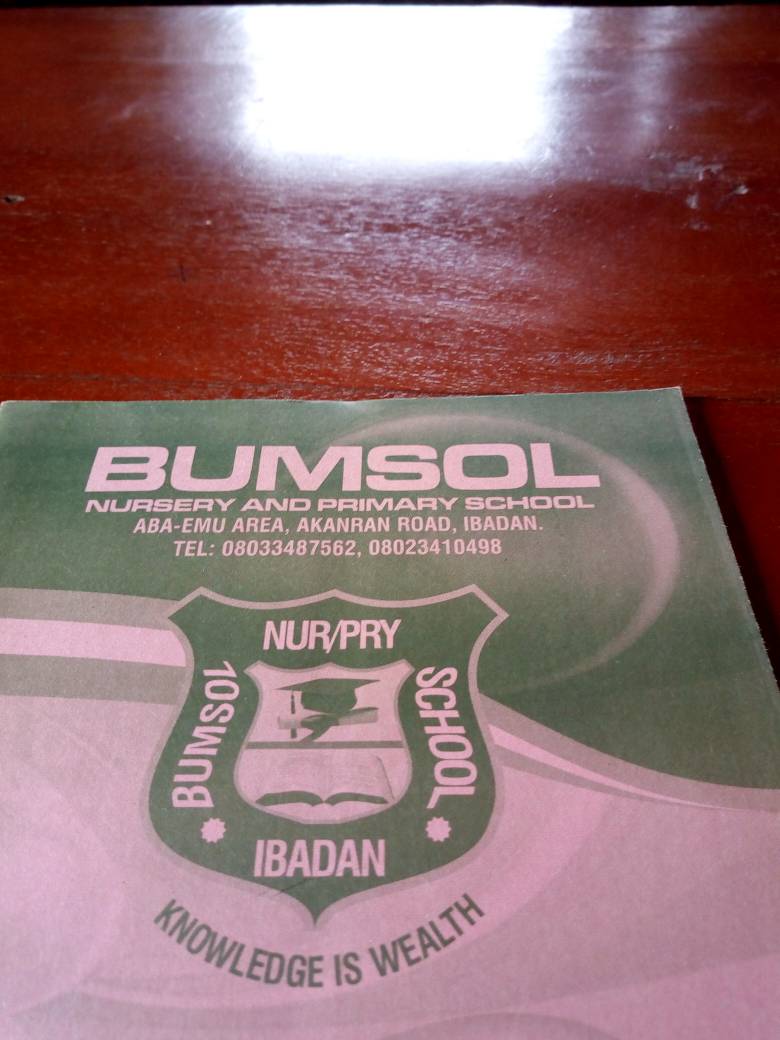 BUMSOL
NURSERY AND PRIMARY SCHOOL
ABA-EMU AREA, AKANRAN ROAD, IBADAN.
TEL: 08033487562, 08023410498
NUR/PRY
BUMSOL
SCHOOL
IBADAN
KNOWLEDGE IS WEALTH